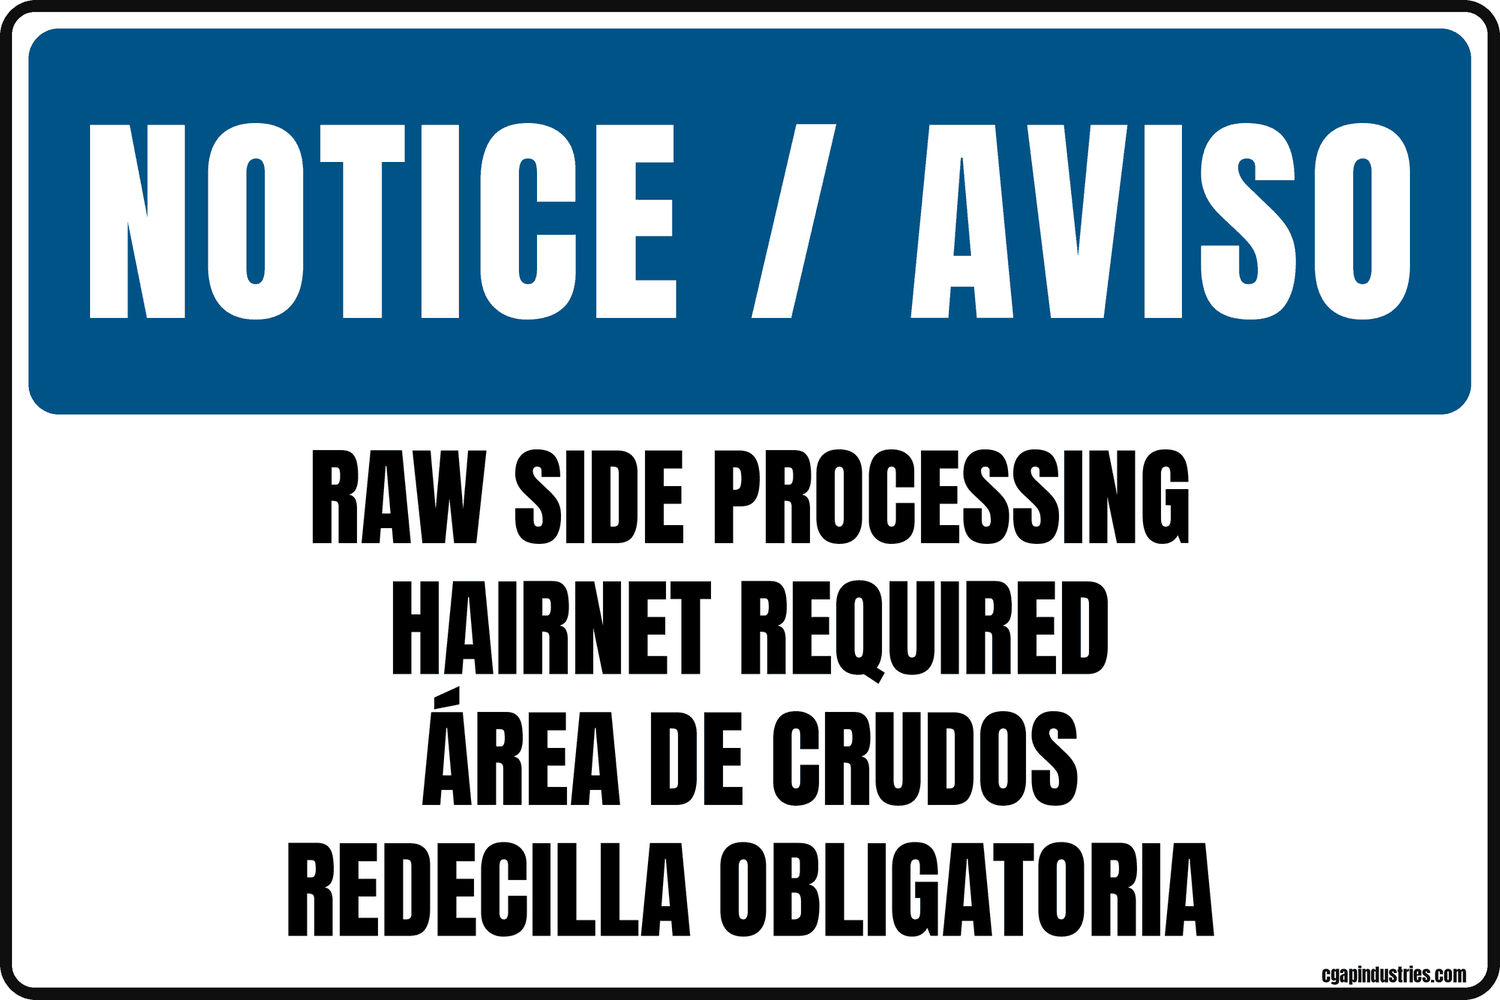 NOTICE / AVISO
RAW SIDE PROCESSING
HAIRNET REQUIRED
ÁREA DE CRUDOS
REDECILLA OBLIGATORIA
cgapindustries.com